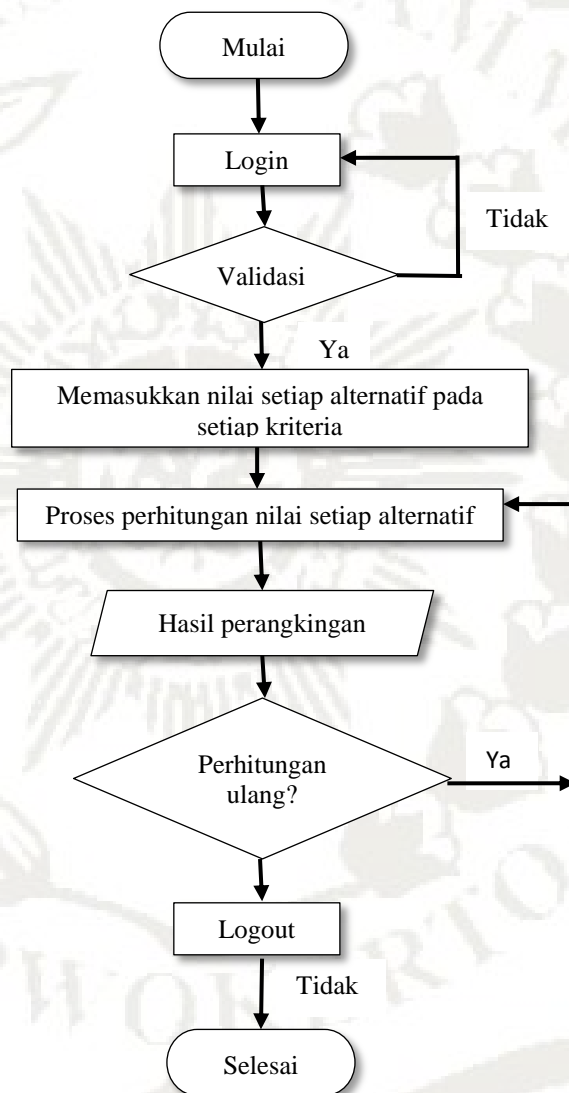 Mulai
Login
Tidak
Validasi
Ya
Memasukkan nilai setiap alternatif pada
setiap kriteria
Proses perhitungan nilai setiap alternatif
Hasil perangkingan
Perhitungan
ulang?
Ya
Logout
Tidak
Selesai